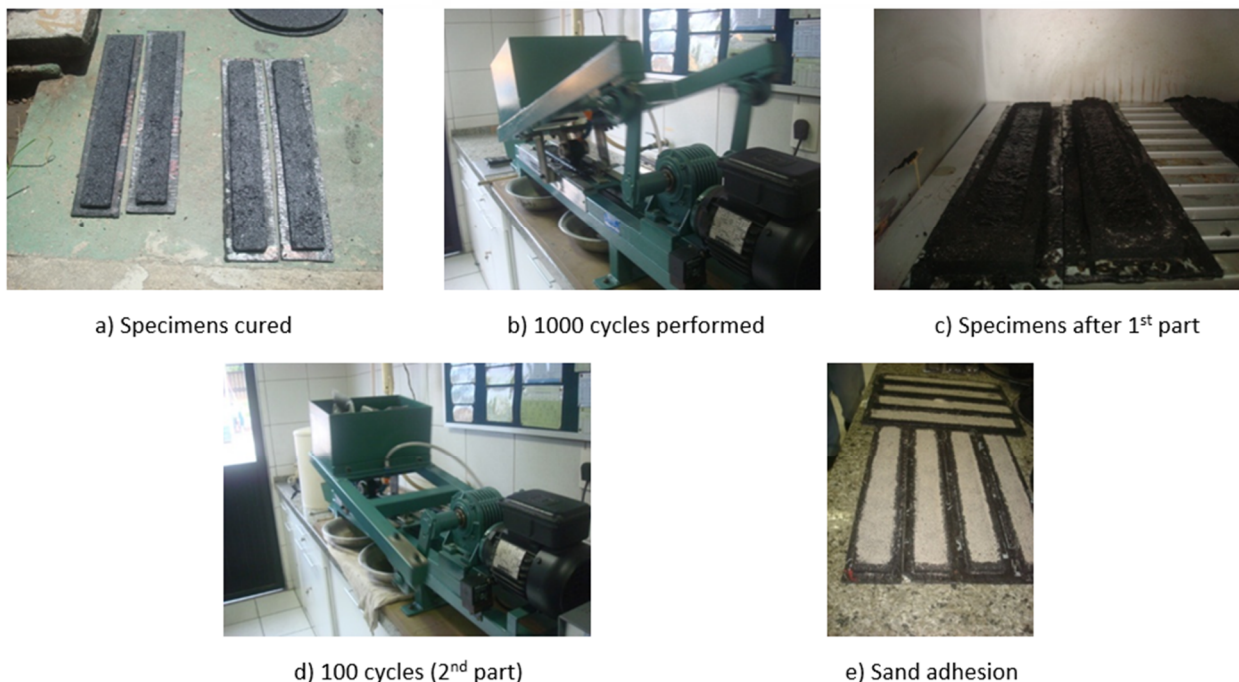 a) Specimens cured
b) 1000 cycles performed
c) Specimens after 1st part
d) 100 cycles (2nd part)
e) Sand adhesion